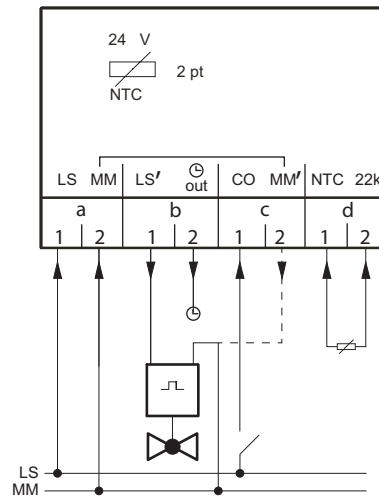 24 V
2 pt
NTC
LS MM LS' out CO MM' NTC 22k
a b c d
1 2 1 2 1 2 1 2
LS
MM